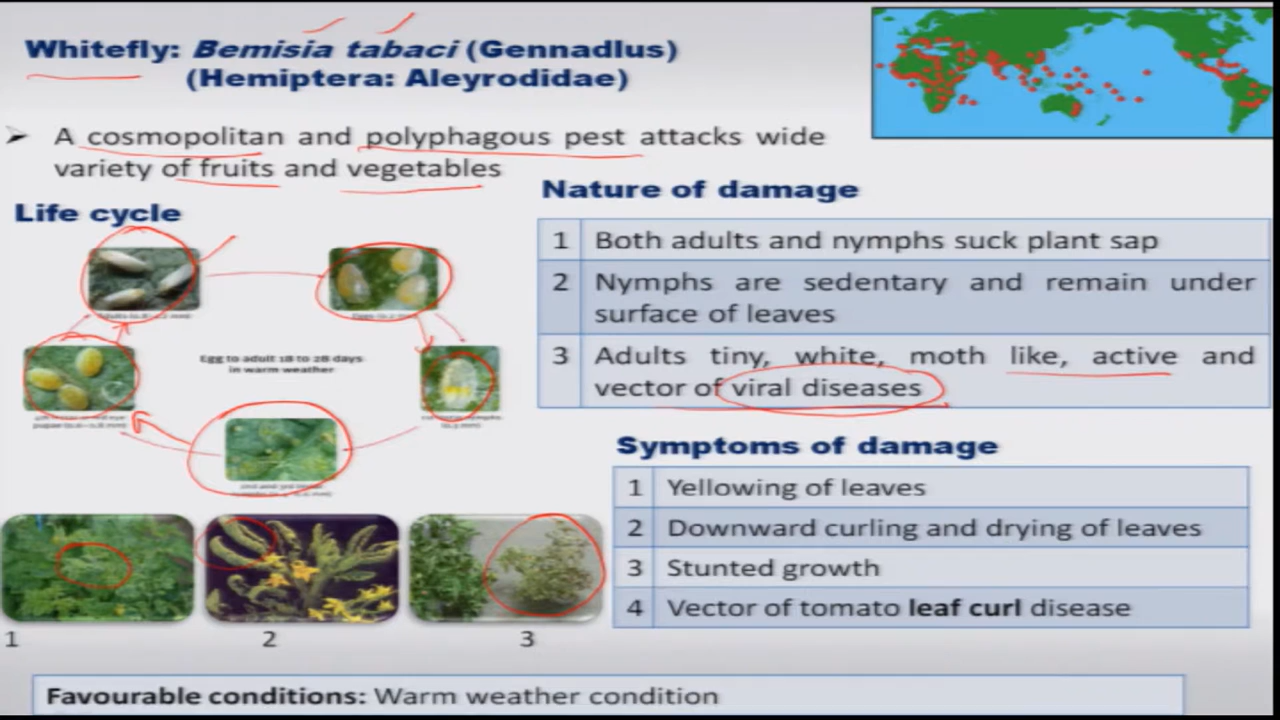 Whitefly: Bemisia tabaci (Gennadlus)
(Hemiptera: Aleyrodidae)
➢ A cosmopolitan and polyphagous pest attacks wide
variety of fruits and vegetables
Life cycle
Egg to adult 18 to 28 days
in warm weather
Nature of damage
1 Both adults and nymphs suck plant sap
2 Nymphs are sedentary and remain under
surface of leaves
3 Adults tiny, white, moth like, active and
vector of viral diseases
Symptoms of damage
1 Yellowing of leaves
2 Downward curling and drying of leaves
3 Stunted growth
4 Vector of tomato leaf curl disease
1 2 3
Favourable conditions: Warm weather condition